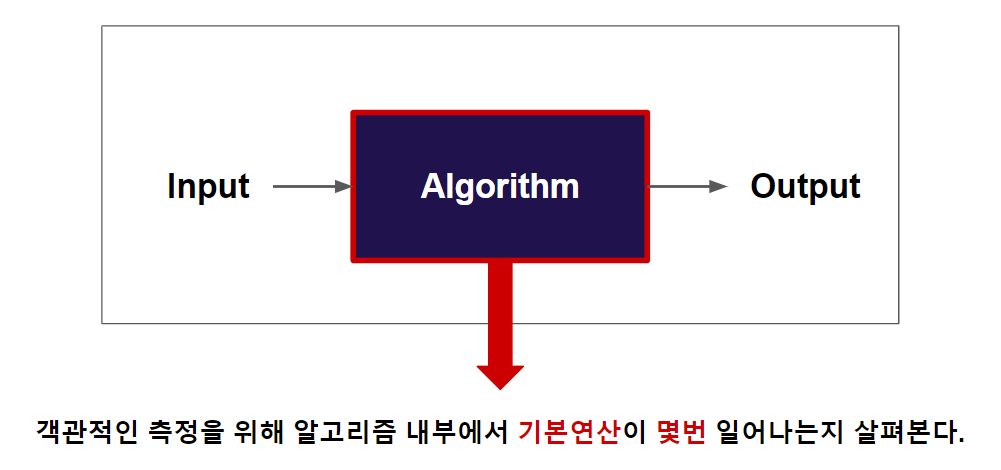 Input
Algorithm
Output
객관적인 측정을 위해 알고리즘 내부에서 기본연산이 몇번 일어나는지 살펴본다.